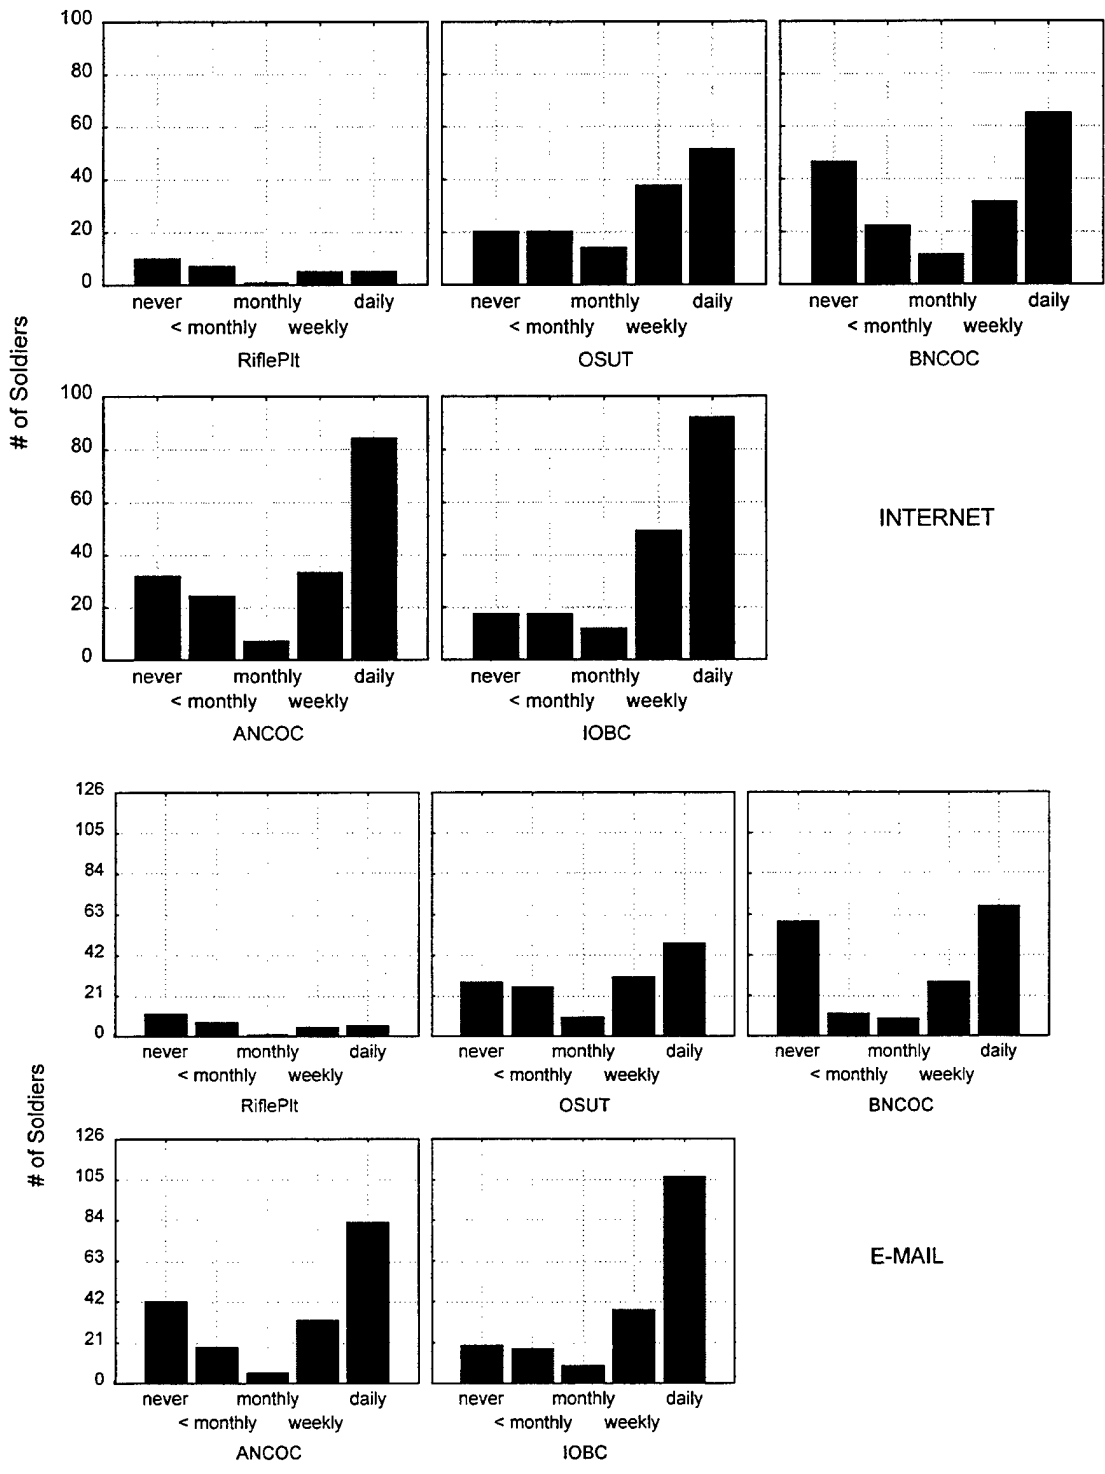 # of Soldiers
100
80
60
40
20
0
never monthly daily
< monthly weekly
RiflePlt
never monthly daily
< monthly weekly
OSUT
never monthly daily
< monthly weekly
BNCOC
100
80
60
40
20
0
never monthly daily
< monthly weekly
ANCOC
never monthly daily
< monthly weekly
IOBC
INTERNET
# of Soldiers
126
105
84
63
42
21
0
never monthly daily
< monthly weekly
RiflePlt
never monthly daily
< monthly weekly
OSUT
never monthly daily
< monthly weekly
BNCOC
126
105
84
63
42
21
0
never monthly daily
< monthly weekly
ANCOC
never monthly daily
< monthly weekly
IOBC
E-MAIL